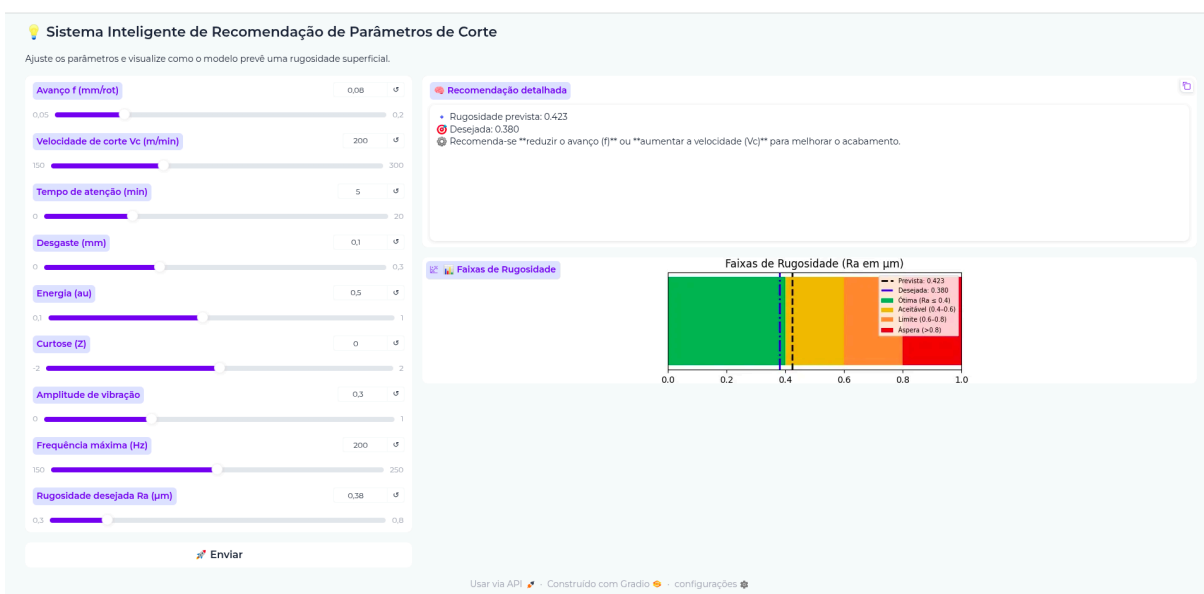 💡 Sistema Inteligente de Recomendação de Parâmetros de Corte
Ajuste os parâmetros e visualize como o modelo prevê uma rugosidade superficial.
Avanço f (mm/rot)
0,08 ↺
0,05 0,2
Velocidade de corte Vc (m/min)
200 ↺
150 300
Tempo de atenção (min)
5 ↺
0 20
Desgaste (mm)
0,1 ↺
0 0,3
Energia (au)
0,5 ↺
0,1 1
Curtose (Z)
0 ↺
-2 2
Amplitude de vibração
0,3 ↺
0 1
Frequência máxima (Hz)
200 ↺
150 250
Rugosidade desejada Ra (μm)
0,38 ↺
0,3 0,8
🚀 Enviar
🧠 Recomendação detalhada
🔹 Rugosidade prevista: 0.423
🎯 Desejada: 0.380
⚙️ Recomenda-se **reduzir o avanço (f)** ou **aumentar a velocidade (Vc)** para melhorar o acabamento.
📊 Faixas de Rugosidade
Faixas de Rugosidade (Ra em μm)
Prevista: 0.423
Desejada: 0.380
Ótima (Ra ≤ 0.4)
Aceitável (0.4–0.6)
Limite (0.6–0.8)
Áspera (>0.8)
0.0 0.2 0.4 0.6 0.8 1.0
Usar via API 🚀 · Construído com Gradio · configurações ⚙️